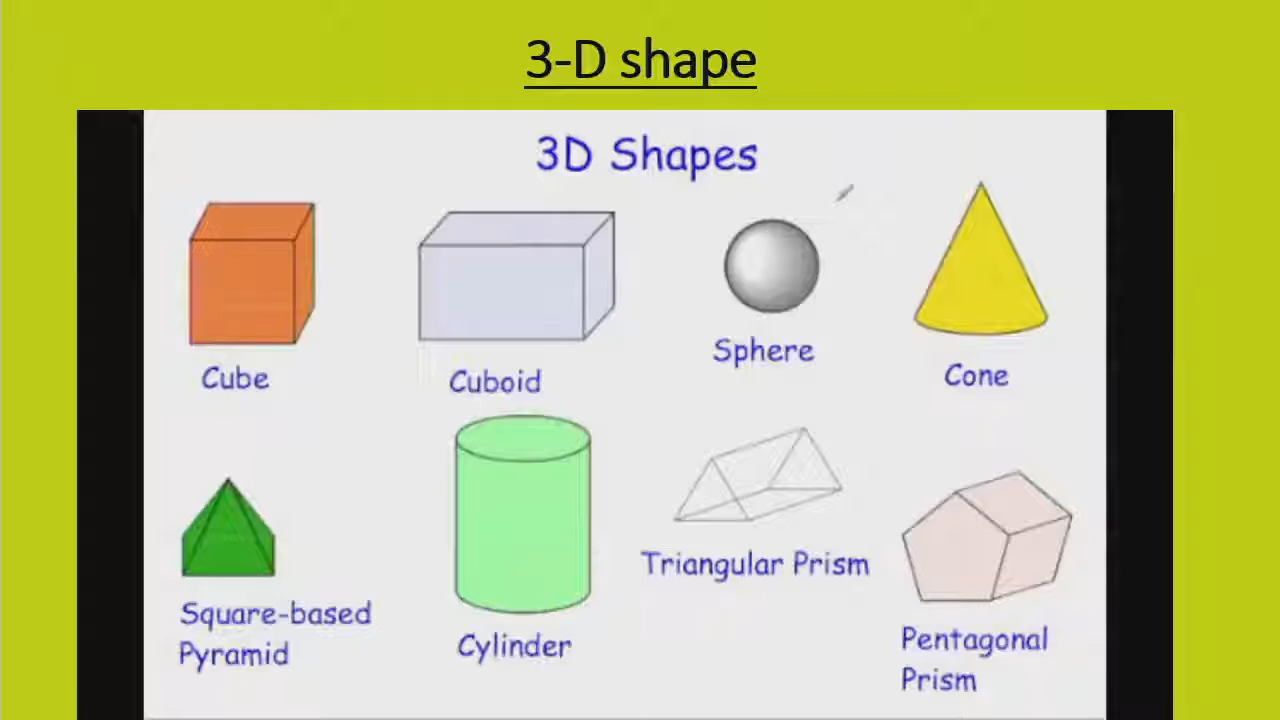 3-D shape
3D Shapes
Cube
Cuboid
Sphere
Cone
Square-based
Pyramid
Cylinder
Triangular Prism
Pentagonal
Prism